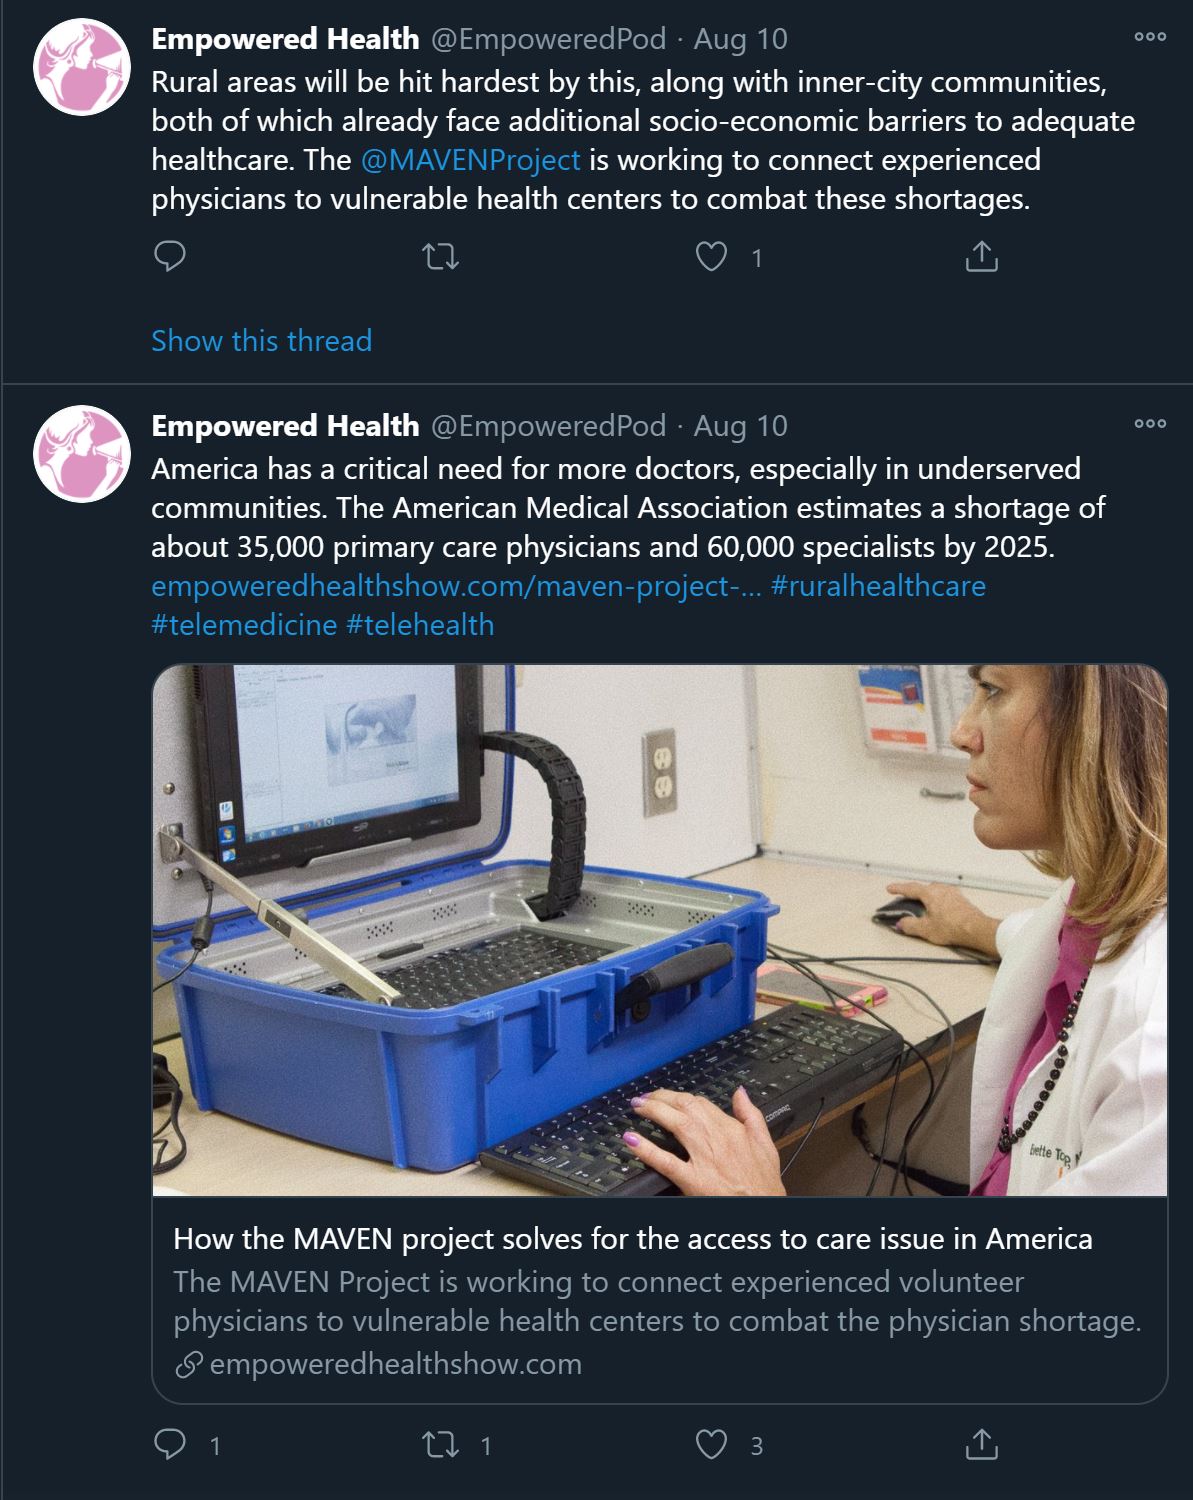 Empowered Health @EmpoweredPod · Aug 10
Rural areas will be hit hardest by this, along with inner-city communities,
both of which already face additional socio-economic barriers to adequate
healthcare. The @MAVENProject is working to connect experienced
physicians to vulnerable health centers to combat these shortages.
1
Show this thread
Empowered Health @EmpoweredPod · Aug 10
America has a critical need for more doctors, especially in underserved
communities. The American Medical Association estimates a shortage of
about 35,000 primary care physicians and 60,000 specialists by 2025.
empoweredhealthshow.com/maven-project-... #ruralhealthcare
#telemedicine #telehealth
COMPAQ
How the MAVEN project solves for the access to care issue in America
The MAVEN Project is working to connect experienced volunteer
physicians to vulnerable health centers to combat the physician shortage.
empoweredhealthshow.com
1 1 3